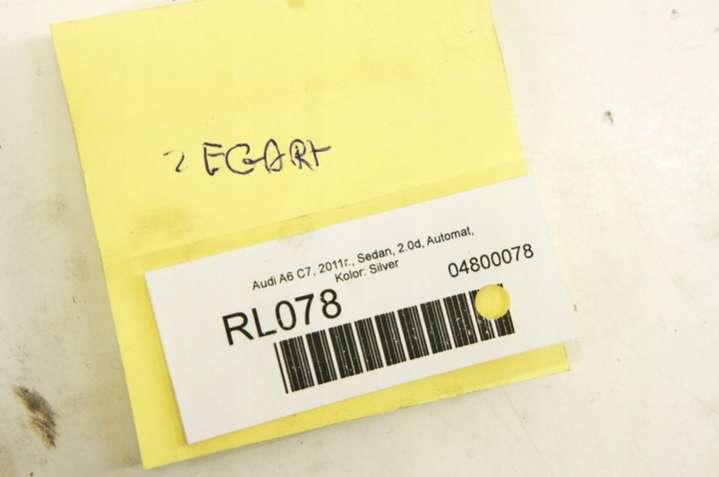 ZEGARY
Audi A6 C7, 2011r., Sedan, 2.0d, Automat,
Kolor: Silver
04800078
RL078